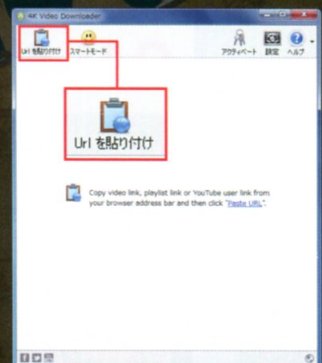 4K Video Downloader
Url を貼り付け
スマートモード
アクティベート
設定
ヘルプ
Url を貼り付け
Copy video link, playlist link or YouTube user link from
your browser address bar and then click "Paste URL".